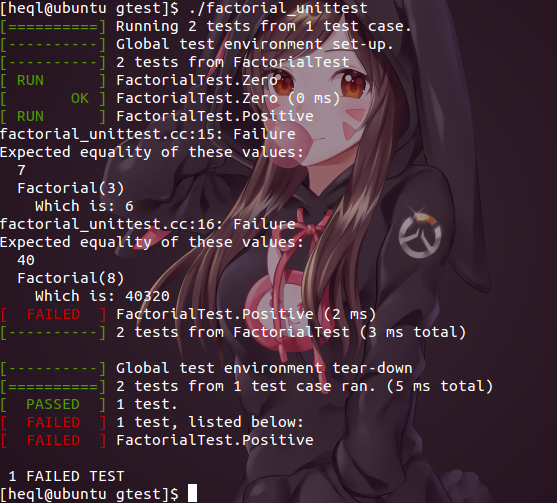 [heql@ubuntu gtest]$ ./factorial_unittest
[==========] Running 2 tests from 1 test case.
[----------] Global test environment set-up.
[----------] 2 tests from FactorialTest
[ RUN      ] FactorialTest.Zero
[       OK ] FactorialTest.Zero (0 ms)
[ RUN      ] FactorialTest.Positive
factorial_unittest.cc:15: Failure
Expected equality of these values:
  7
  Factorial(3)
    Which is: 6
factorial_unittest.cc:16: Failure
Expected equality of these values:
  40
  Factorial(8)
    Which is: 40320
[  FAILED  ] FactorialTest.Positive (2 ms)
[----------] 2 tests from FactorialTest (3 ms total)

[----------] Global test environment tear-down
[==========] 2 tests from 1 test case ran. (5 ms total)
[  PASSED  ] 1 test.
[  FAILED  ] 1 test, listed below:
[  FAILED  ] FactorialTest.Positive

 1 FAILED TEST
[heql@ubuntu gtest]$